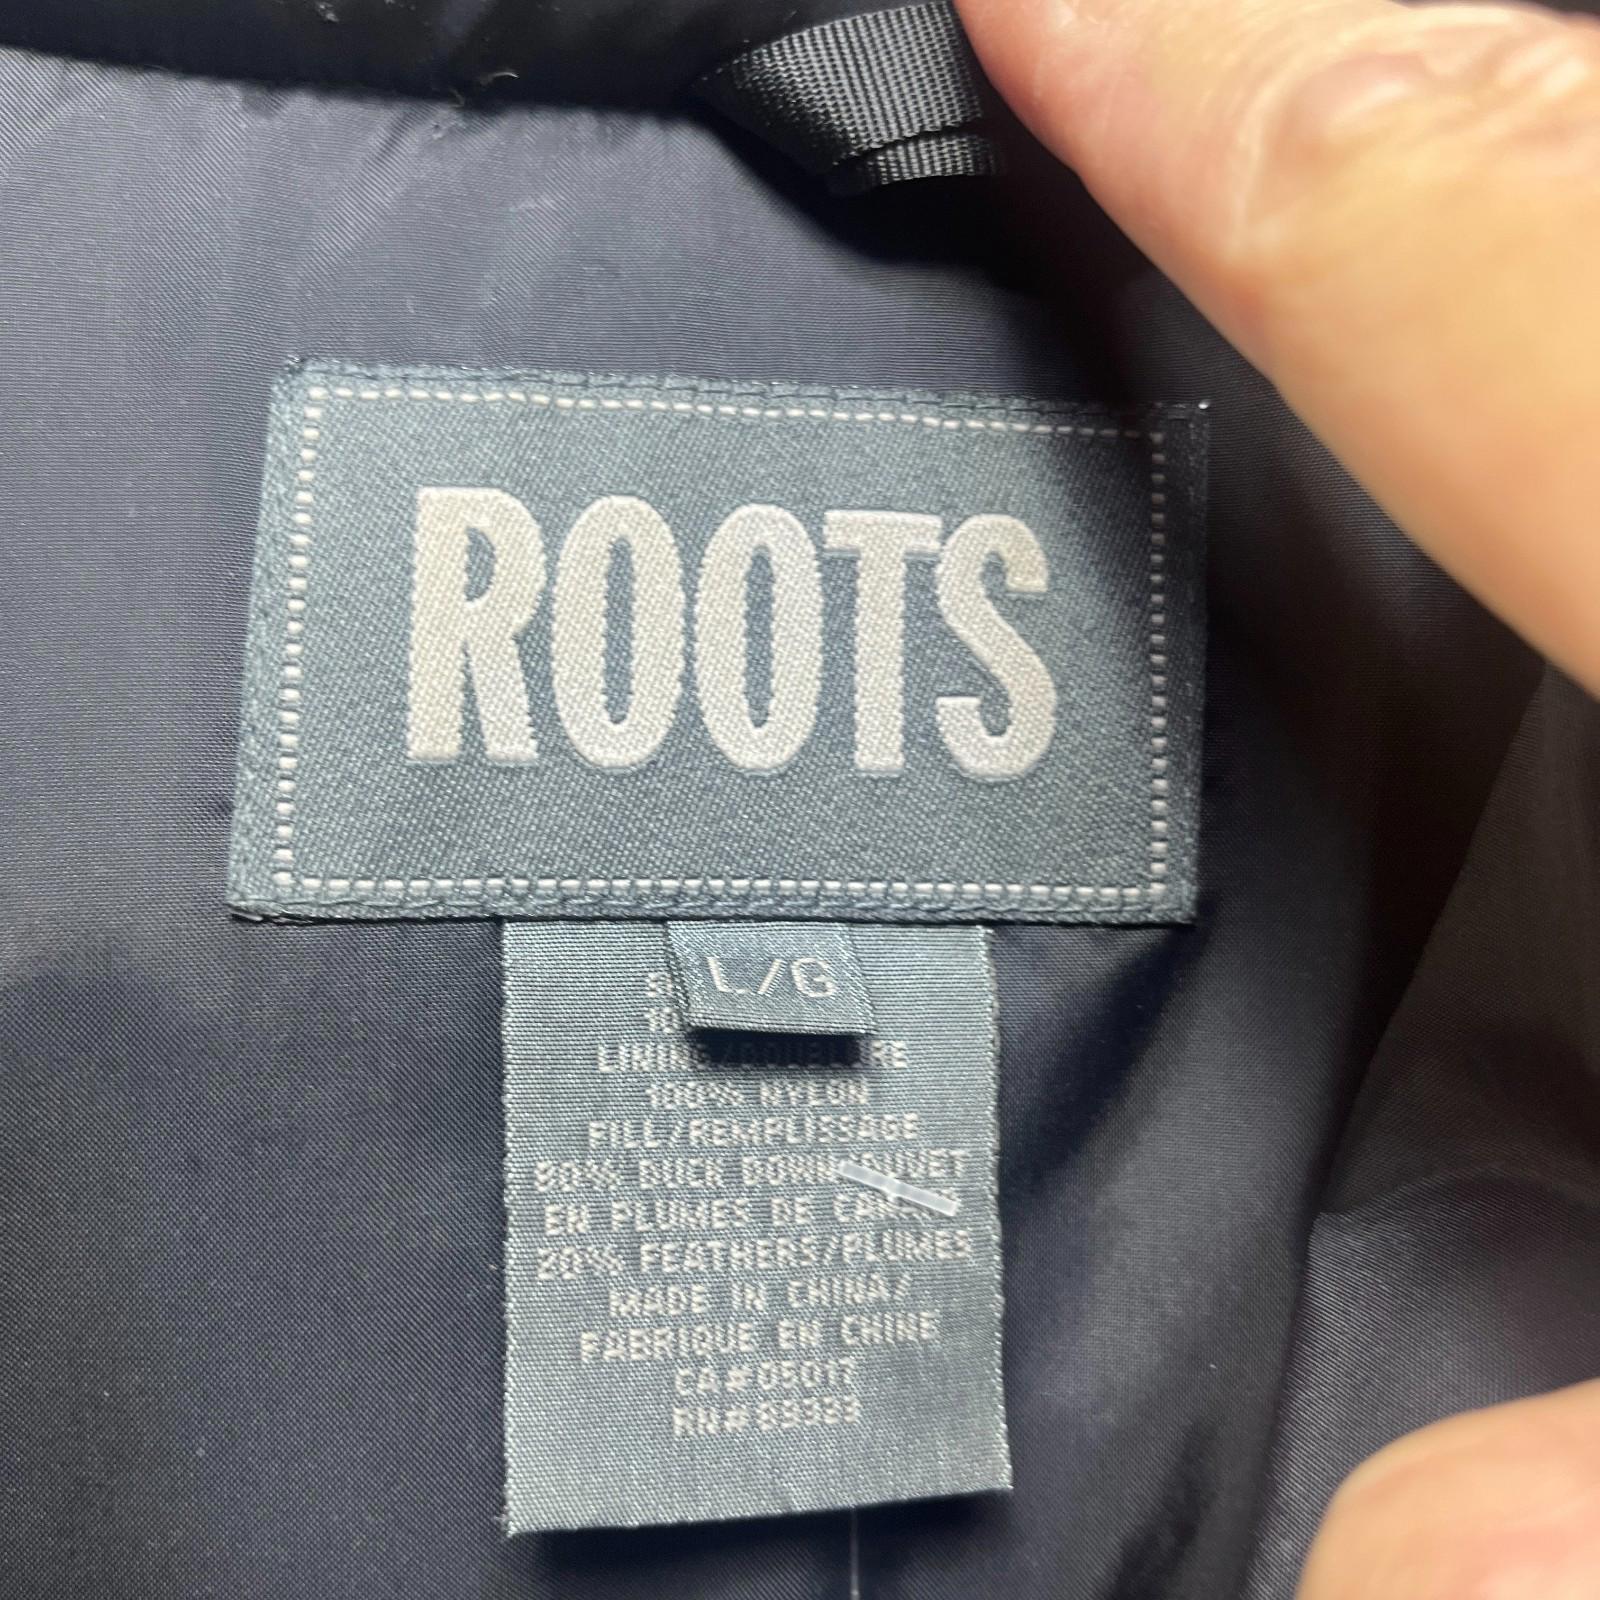 ROOTS
L/G
LINING/DOUBLURE
100% NYLON
FILL/REMPLISSAGE
80% DUCK DOWN/DUVET
EN PLUMES DE CANARD
20% FEATHERS/PLUMES
MADE IN CHINA/
FABRIQUE EN CHINE
CA#05017
RN#89383